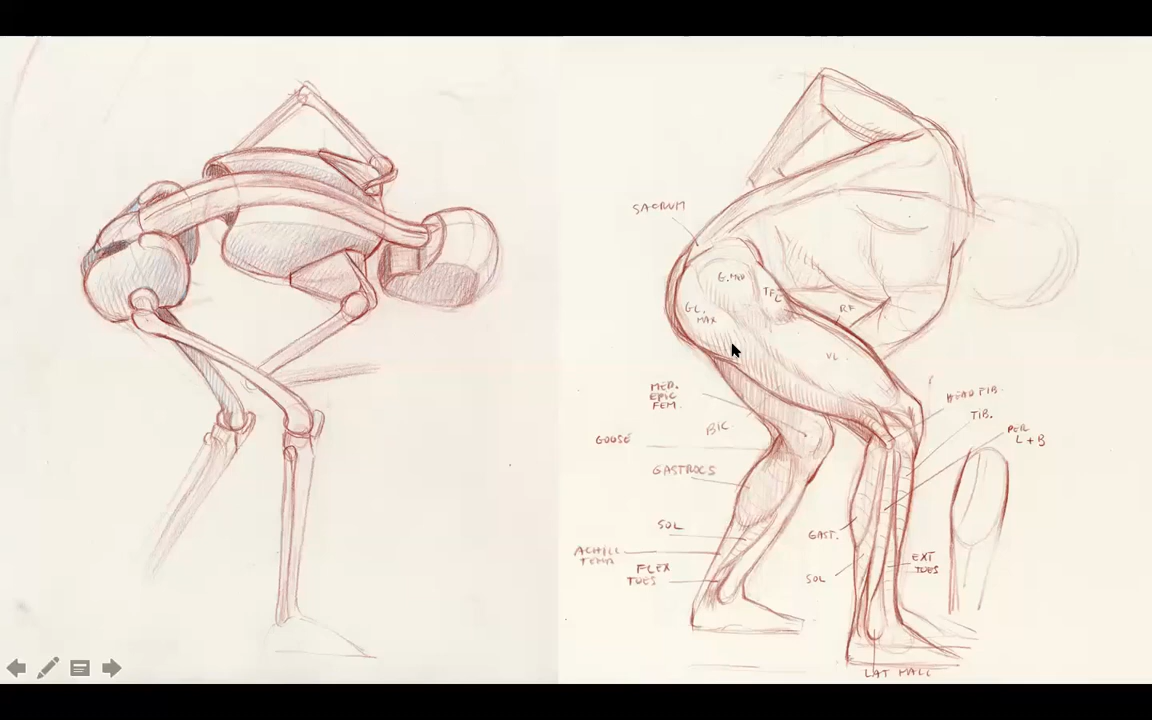 SACRUM
G. MED
TFL
GL.
MAX
RF
VL.
MED.
EPIC
FEM.
HEAD FIB.
TIB.
BIC
PER
L + B
GOOSE
GASTROCS
SOL
GAST.
ACHILL
FLEX
TOES
EXT
TOES
SOL
LAT MALL